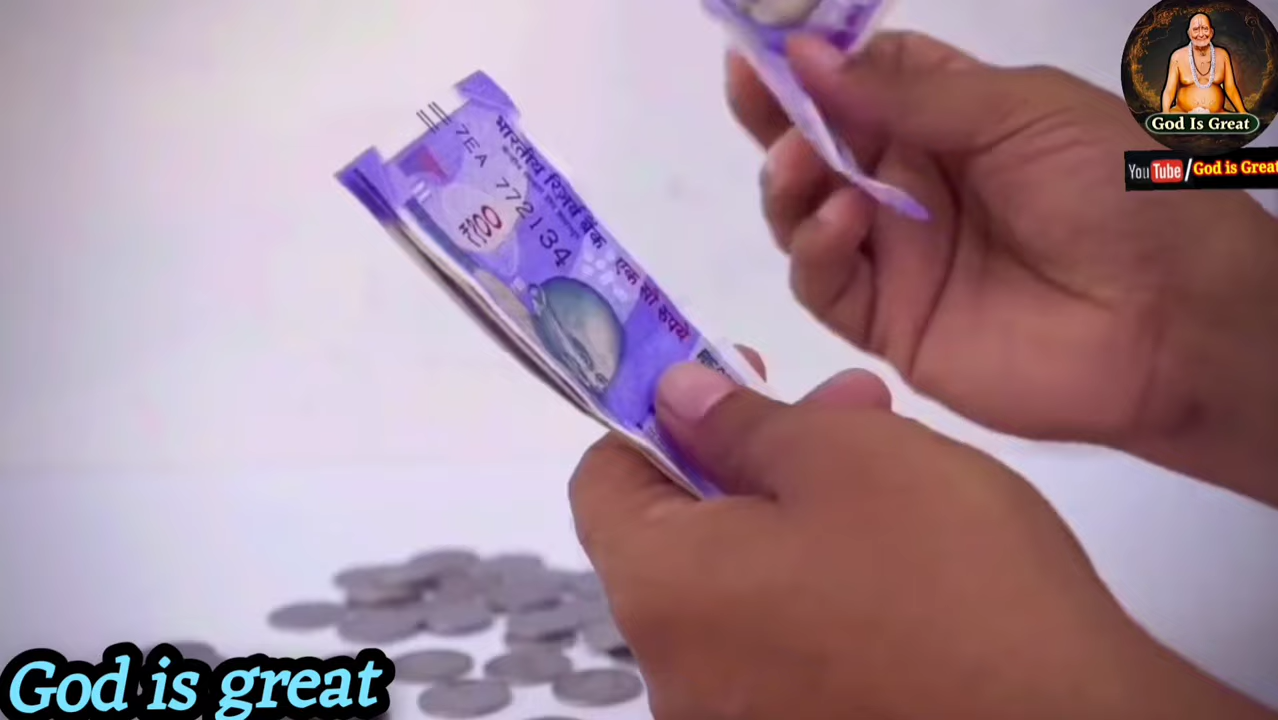 God Is Great
YouTube/God is Great
7EA 772134
₹100
भारतीय रिज़र्व बैंक
एक सौ रुपये
God is great